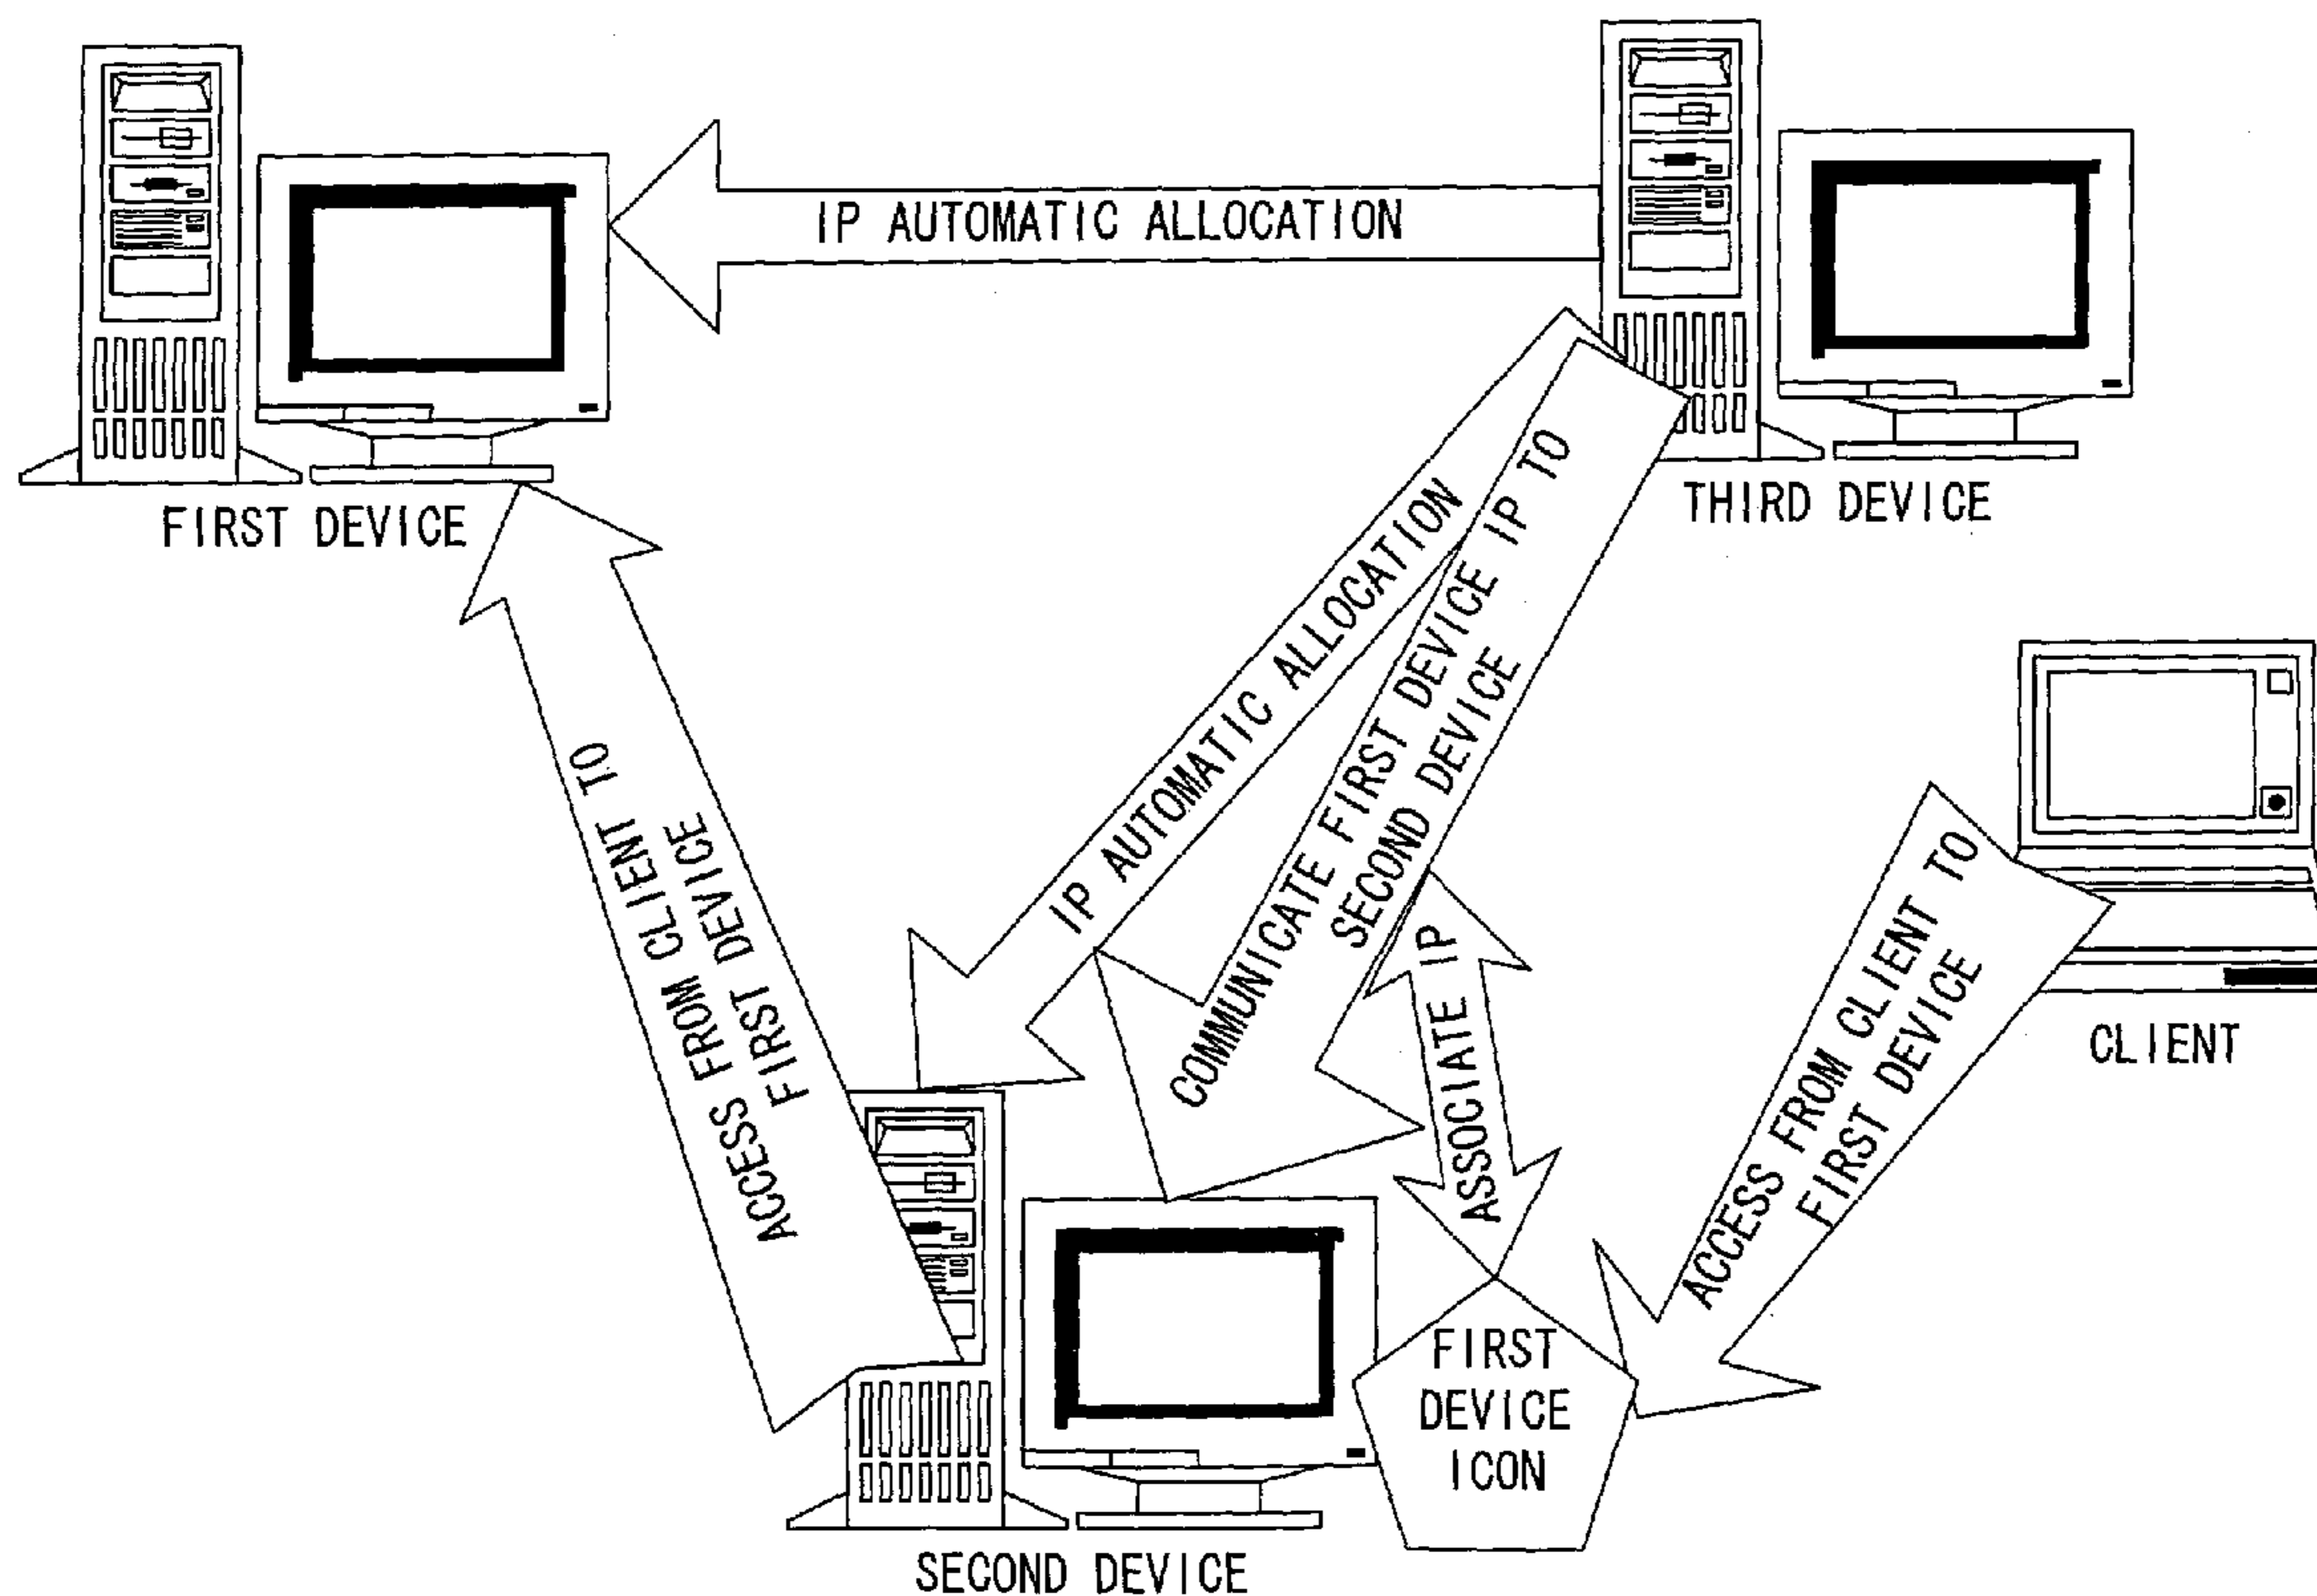 IP AUTOMATIC ALLOCATION
FIRST DEVICE
THIRD DEVICE
IP AUTOMATIC ALLOCATION
COMMUNICATE FIRST DEVICE IP TO
SECOND DEVICE
ACCESS FROM CLIENT TO
FIRST DEVICE
ASSOCIATE IP
ACCESS FROM CLIENT TO
FIRST DEVICE
CLIENT
FIRST
DEVICE
ICON
SECOND DEVICE